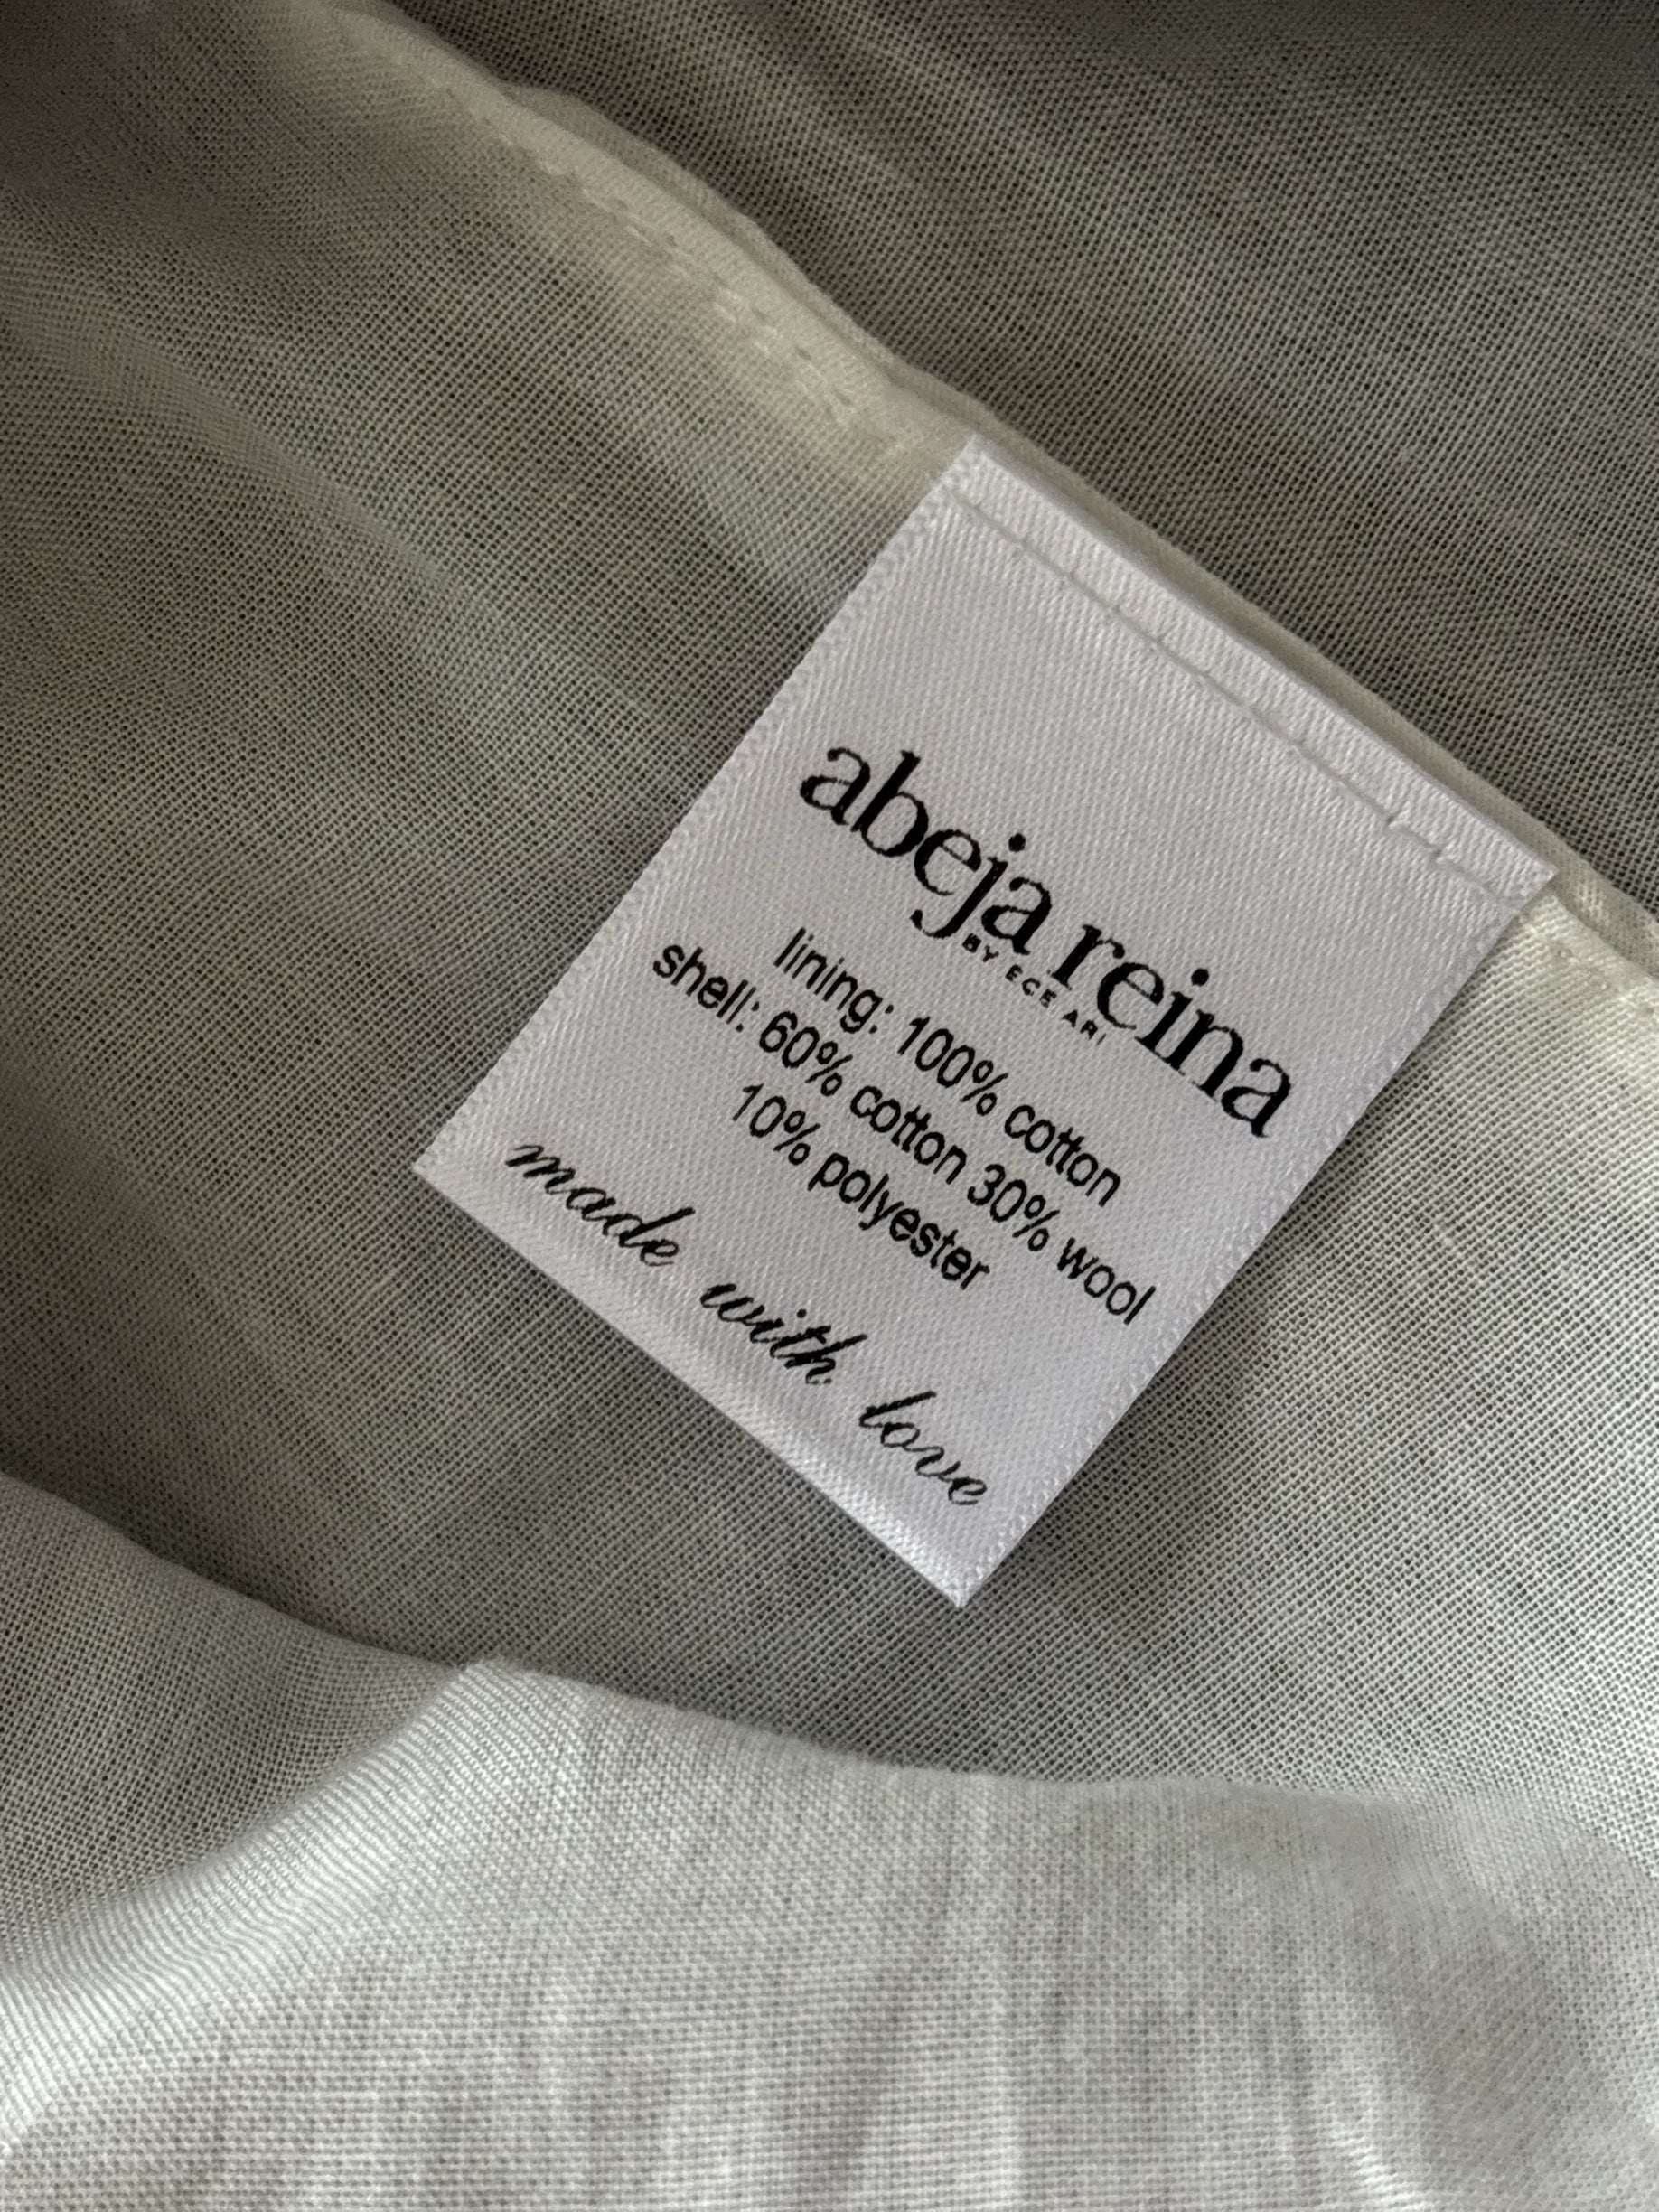 abeja reina
BY ECE ARI
lining: 100% cotton
shell: 60% cotton 30% wool
10% polyester
made with love